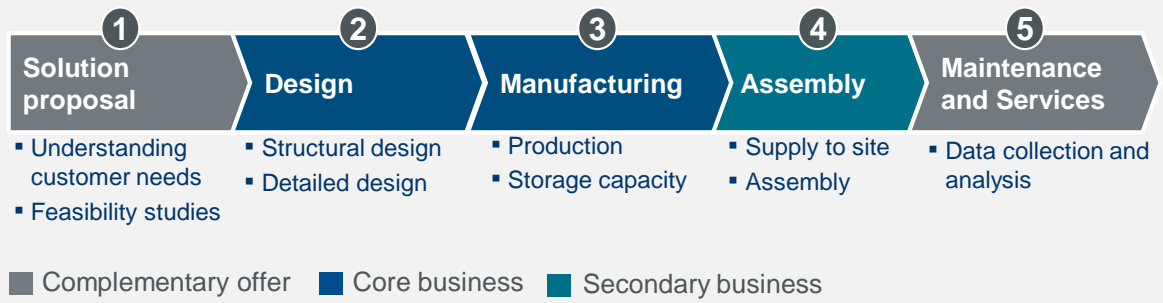 1
2
3
4
5
Solution
proposal
Design
Manufacturing
Assembly
Maintenance
and Services
▪ Understanding
customer needs
▪ Feasibility studies
▪ Structural design
▪ Detailed design
▪ Production
▪ Storage capacity
▪ Supply to site
▪ Assembly
▪ Data collection and
analysis
Complementary offer
Core business
Secondary business